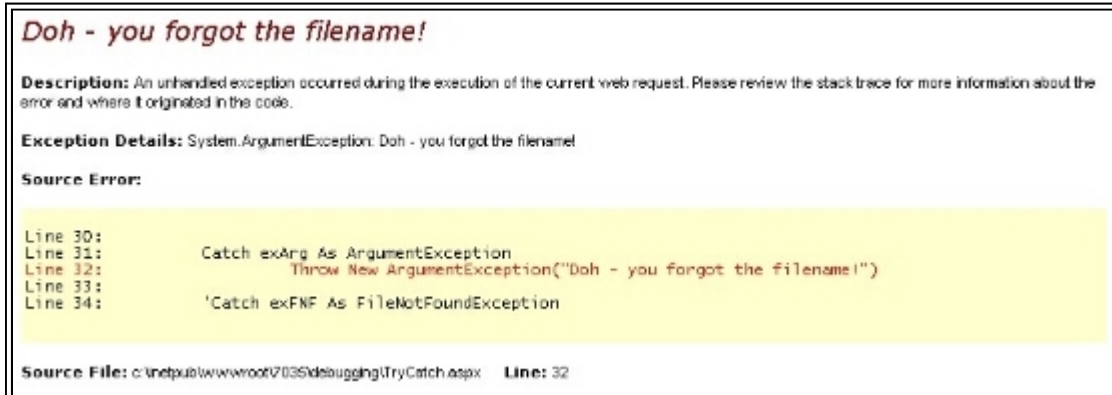 Doh - you forgot the filename!
Description: An unhandled exception occurred during the execution of the current web request. Please review the stack trace for more information about the
error and where it originated in the code.
Exception Details: System.ArgumentException: Doh - you forgot the filename!
Source Error:
Line 30:
Line 31:        Catch exArg As ArgumentException
Line 32:            Throw New ArgumentException("Doh - you forgot the filename!")
Line 33:
Line 34:        'Catch exFNF As FileNotFoundException
Source File: c:\inetpub\wwwroot\7035\debugging\TryCatch.aspx    Line: 32